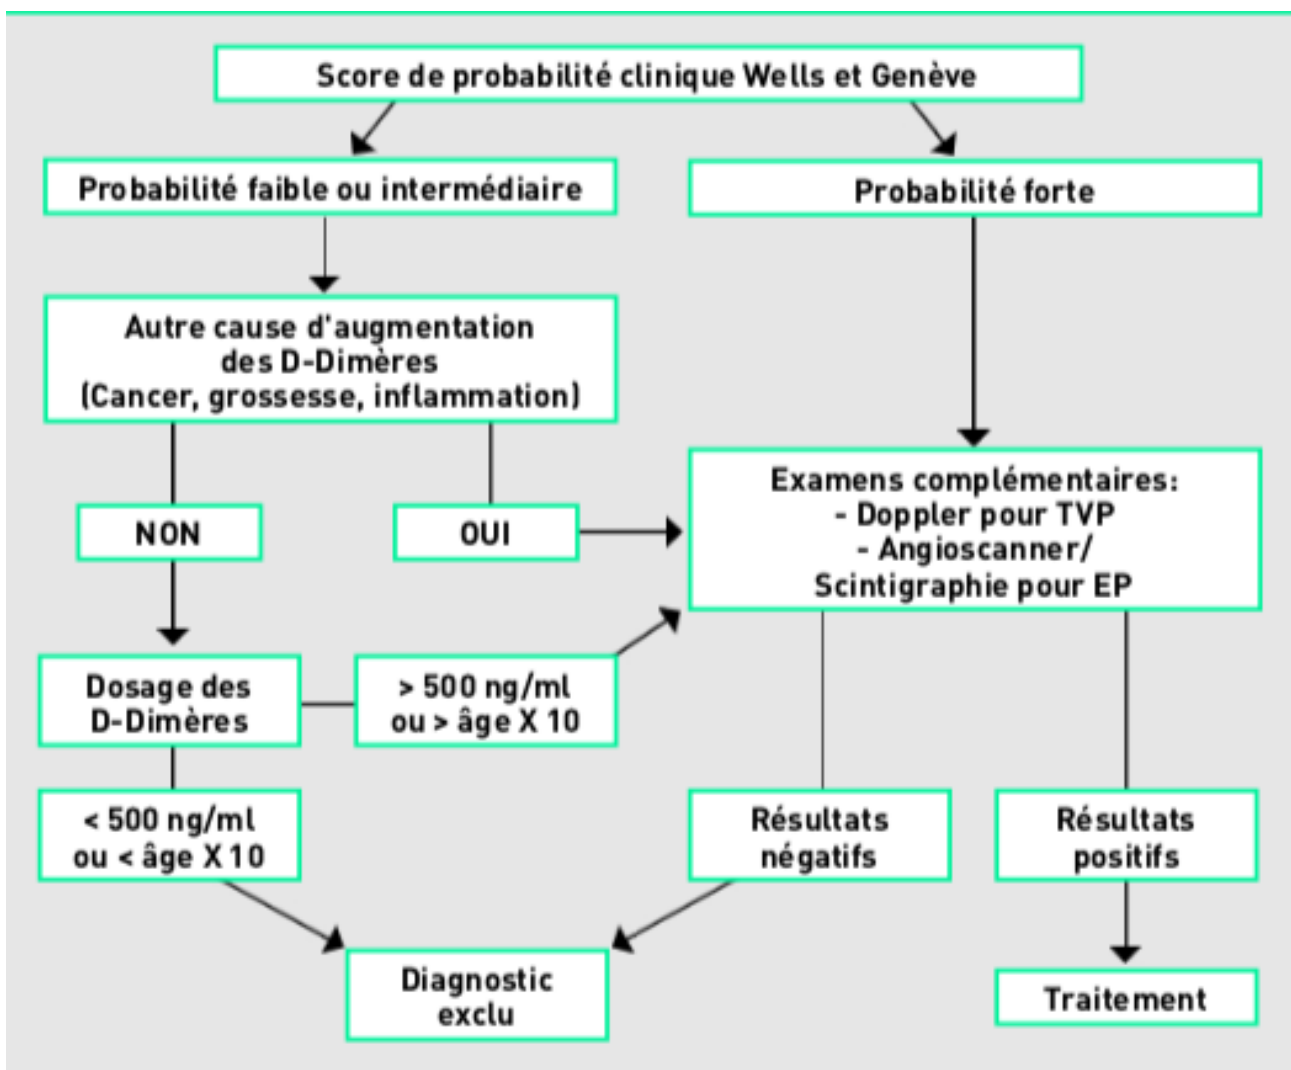 Score de probabilité clinique Wells et Genève
Probabilité faible ou intermédiaire
Probabilité forte
Autre cause d'augmentation
des D-Dimères
(Cancer, grossesse, inflammation)
Examens complémentaires:
- Doppler pour TVP
- Angioscanner/
Scintigraphie pour EP
NON
OUI
Dosage des
D-Dimères
> 500 ng/ml
ou > âge X 10
< 500 ng/ml
ou < âge X 10
Résultats
négatifs
Résultats
positifs
Diagnostic
exclu
Traitement